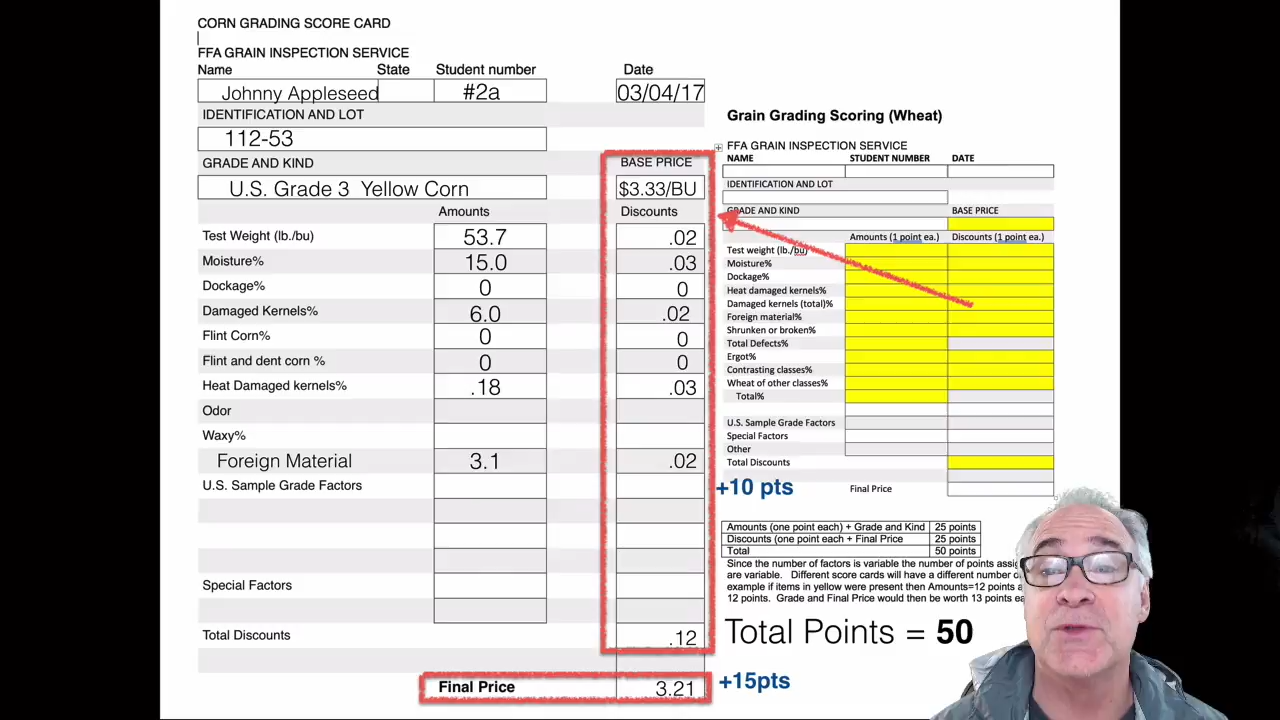 CORN GRADING SCORE CARD
FFA GRAIN INSPECTION SERVICE
Name State Student number Date
Johnny Appleseed #2a 03/04/17
IDENTIFICATION AND LOT
112-53
GRADE AND KIND BASE PRICE
U.S. Grade 3 Yellow Corn $3.33/BU
Amounts Discounts
Test Weight (lb./bu) 53.7 .02
Moisture% 15.0 .03
Dockage% 0 0
Damaged Kernels% 6.0 .02
Flint Corn% 0 0
Flint and dent corn % 0 0
Heat Damaged kernels% .18 .03
Odor
Waxy%
Foreign Material 3.1 .02
U.S. Sample Grade Factors
Special Factors
Total Discounts .12
Final Price 3.21
+10 pts
+15pts
Grain Grading Scoring (Wheat)
FFA GRAIN INSPECTION SERVICE
NAME STUDENT NUMBER DATE
IDENTIFICATION AND LOT
GRADE AND KIND BASE PRICE
Amounts (1 point ea.) Discounts (1 point ea.)
Test weight (lb/bu)
Moisture%
Dockage%
Heat damaged kernels%
Damaged kernels (total)%
Foreign material%
Shrunken or broken%
Total Defects%
Ergot%
Contrasting classes%
Wheat of other classes%
Total%
U.S. Sample Grade Factors
Special Factors
Other
Total Discounts
Final Price
Amounts (one point each) + Grade and Kind 25 points
Discounts (one point each + Final Price 25 points
Total 50 points
Since the number of factors is variable the number of points
are variable. Different score cards will have a different number
example if items in yellow were present then Amounts=12 points
12 points. Grade and Final Price would then be worth 13 points
Total Points = 50